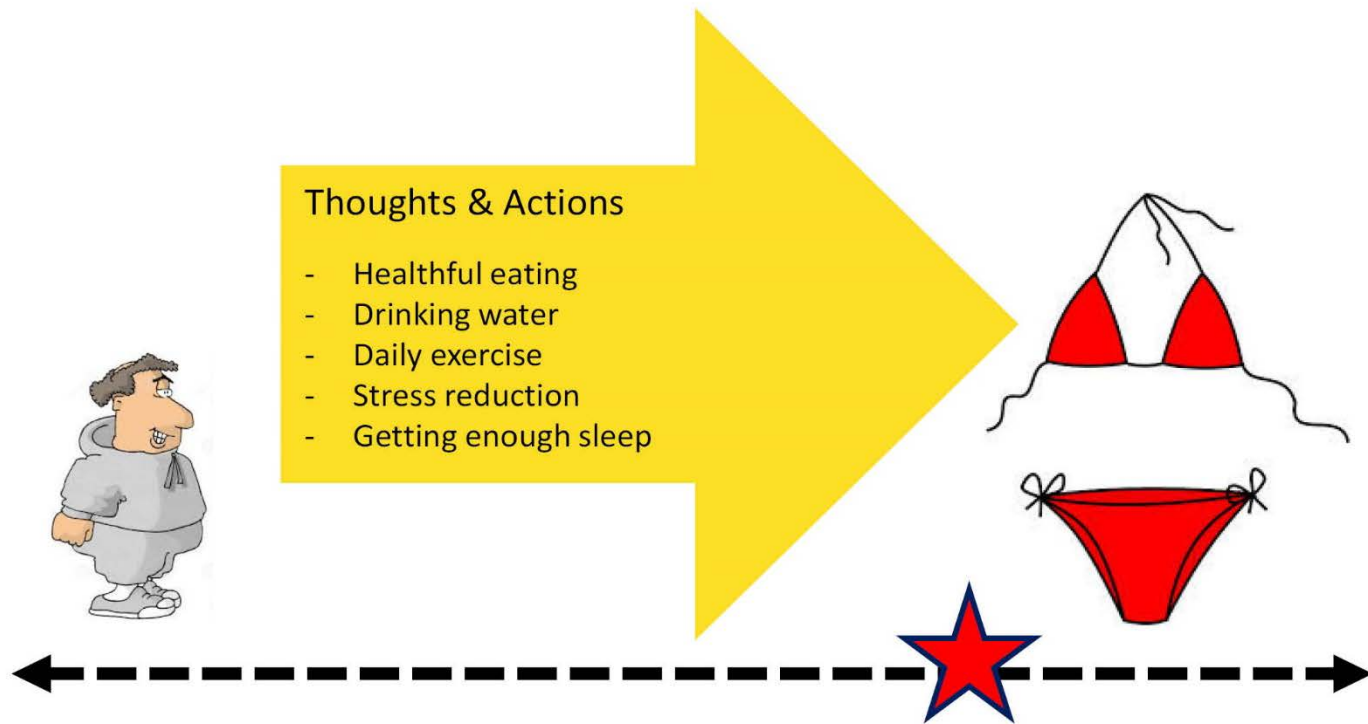 Thoughts & Actions
- Healthful eating
- Drinking water
- Daily exercise
- Stress reduction
- Getting enough sleep